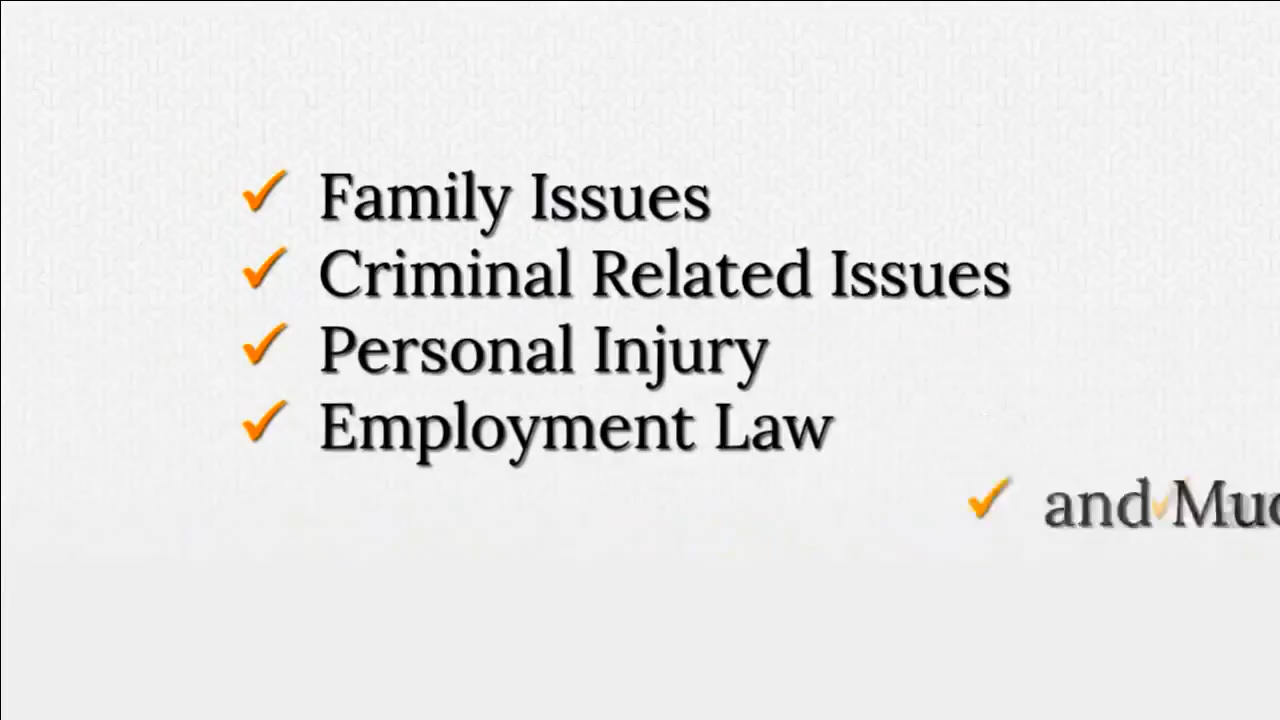 Family Issues
Criminal Related Issues
Personal Injury
Employment Law
and